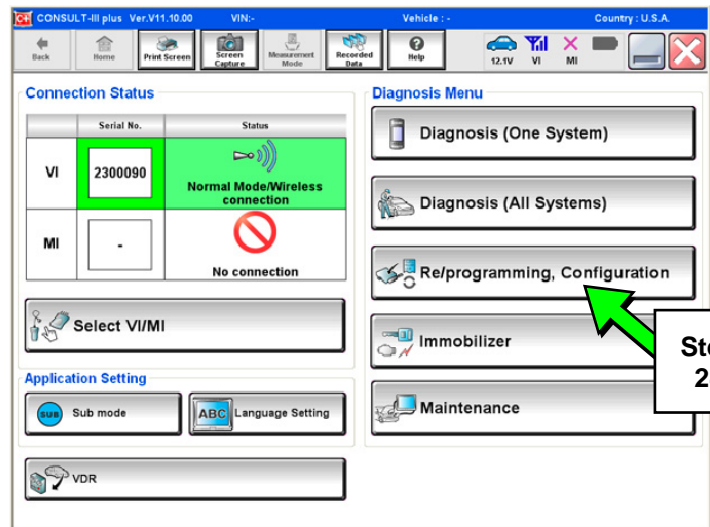 CONSULT-III plus Ver.V11.10.00 VIN:- Vehicle : - Country : U.S.A.
Back Home Print Screen Screen Capture Measurement Mode Recorded Data Help 12.1V VI MI
Connection Status
Serial No. Status
VI 2300090 Normal Mode/Wireless connection
MI - No connection
Select VI/MI
Application Setting
SUB Sub mode ABC Language Setting
VDR
Diagnosis Menu
Diagnosis (One System)
Diagnosis (All Systems)
Re/programming, Configuration
Immobilizer
Maintenance
2